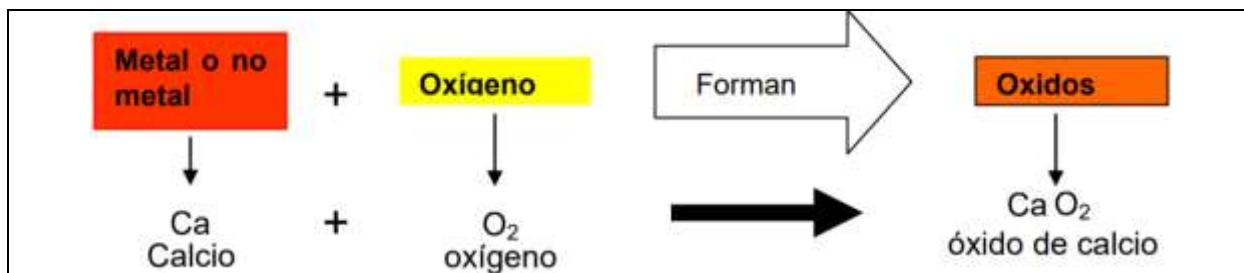 Metal o no
metal
+
Oxígeno
Forman
Oxidos
Ca
Calcio
+
O₂
oxígeno
Ca O₂
óxido de calcio